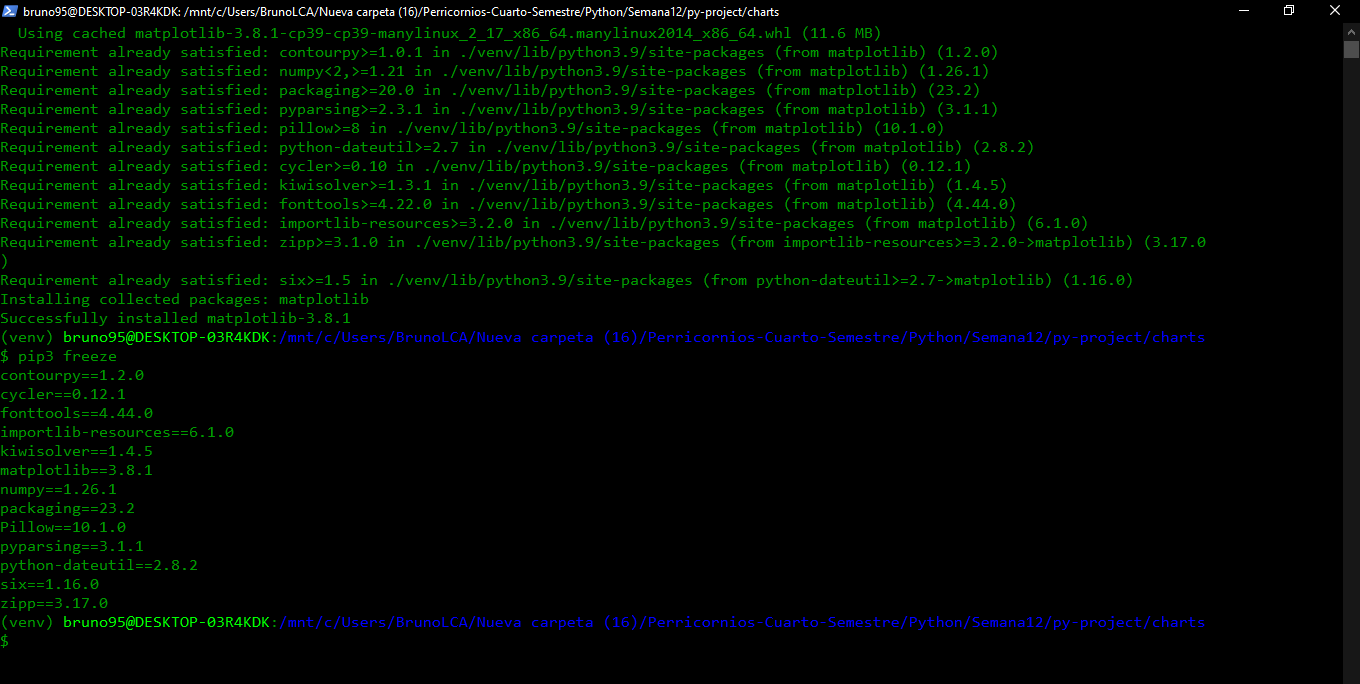 bruno95@DESKTOP-03R4KDK: /mnt/c/Users/BrunoLCA/Nueva carpeta (16)/Perricornios-Cuarto-Semestre/Python/Semana12/py-project/charts
  Using cached matplotlib-3.8.1-cp39-cp39-manylinux_2_17_x86_64.manylinux2014_x86_64.whl (11.6 MB)
Requirement already satisfied: contourpy>=1.0.1 in ./venv/lib/python3.9/site-packages (from matplotlib) (1.2.0)
Requirement already satisfied: numpy<2,>=1.21 in ./venv/lib/python3.9/site-packages (from matplotlib) (1.26.1)
Requirement already satisfied: packaging>=20.0 in ./venv/lib/python3.9/site-packages (from matplotlib) (23.2)
Requirement already satisfied: pyparsing>=2.3.1 in ./venv/lib/python3.9/site-packages (from matplotlib) (3.1.1)
Requirement already satisfied: pillow>=8 in ./venv/lib/python3.9/site-packages (from matplotlib) (10.1.0)
Requirement already satisfied: python-dateutil>=2.7 in ./venv/lib/python3.9/site-packages (from matplotlib) (2.8.2)
Requirement already satisfied: cycler>=0.10 in ./venv/lib/python3.9/site-packages (from matplotlib) (0.12.1)
Requirement already satisfied: kiwisolver>=1.3.1 in ./venv/lib/python3.9/site-packages (from matplotlib) (1.4.5)
Requirement already satisfied: fonttools>=4.22.0 in ./venv/lib/python3.9/site-packages (from matplotlib) (4.44.0)
Requirement already satisfied: importlib-resources>=3.2.0 in ./venv/lib/python3.9/site-packages (from matplotlib) (6.1.0)
Requirement already satisfied: zipp>=3.1.0 in ./venv/lib/python3.9/site-packages (from importlib-resources>=3.2.0->matplotlib) (3.17.0
)
Requirement already satisfied: six>=1.5 in ./venv/lib/python3.9/site-packages (from python-dateutil>=2.7->matplotlib) (1.16.0)
Installing collected packages: matplotlib
Successfully installed matplotlib-3.8.1
(venv) bruno95@DESKTOP-03R4KDK:/mnt/c/Users/BrunoLCA/Nueva carpeta (16)/Perricornios-Cuarto-Semestre/Python/Semana12/py-project/charts
$ pip3 freeze
contourpy==1.2.0
cycler==0.12.1
fonttools==4.44.0
importlib-resources==6.1.0
kiwisolver==1.4.5
matplotlib==3.8.1
numpy==1.26.1
packaging==23.2
Pillow==10.1.0
pyparsing==3.1.1
python-dateutil==2.8.2
six==1.16.0
zipp==3.17.0
(venv) bruno95@DESKTOP-03R4KDK:/mnt/c/Users/BrunoLCA/Nueva carpeta (16)/Perricornios-Cuarto-Semestre/Python/Semana12/py-project/charts
$